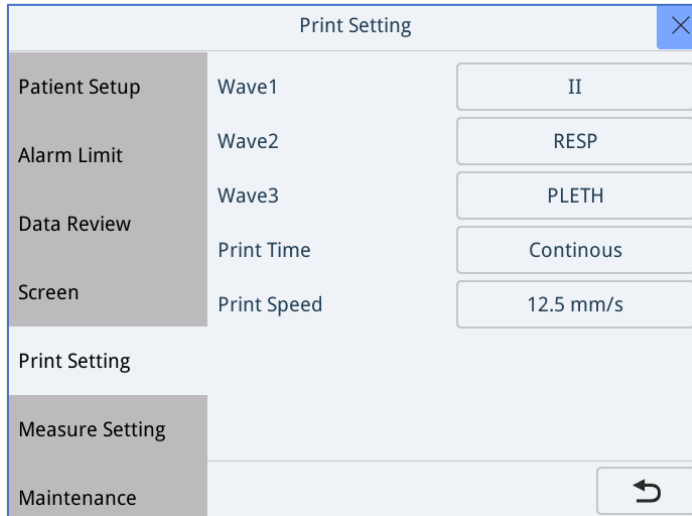 Print Setting
Patient Setup
Alarm Limit
Data Review
Screen
Print Setting
Measure Setting
Maintenance
Wave1 II
Wave2 RESP
Wave3 PLETH
Print Time Continous
Print Speed 12.5 mm/s